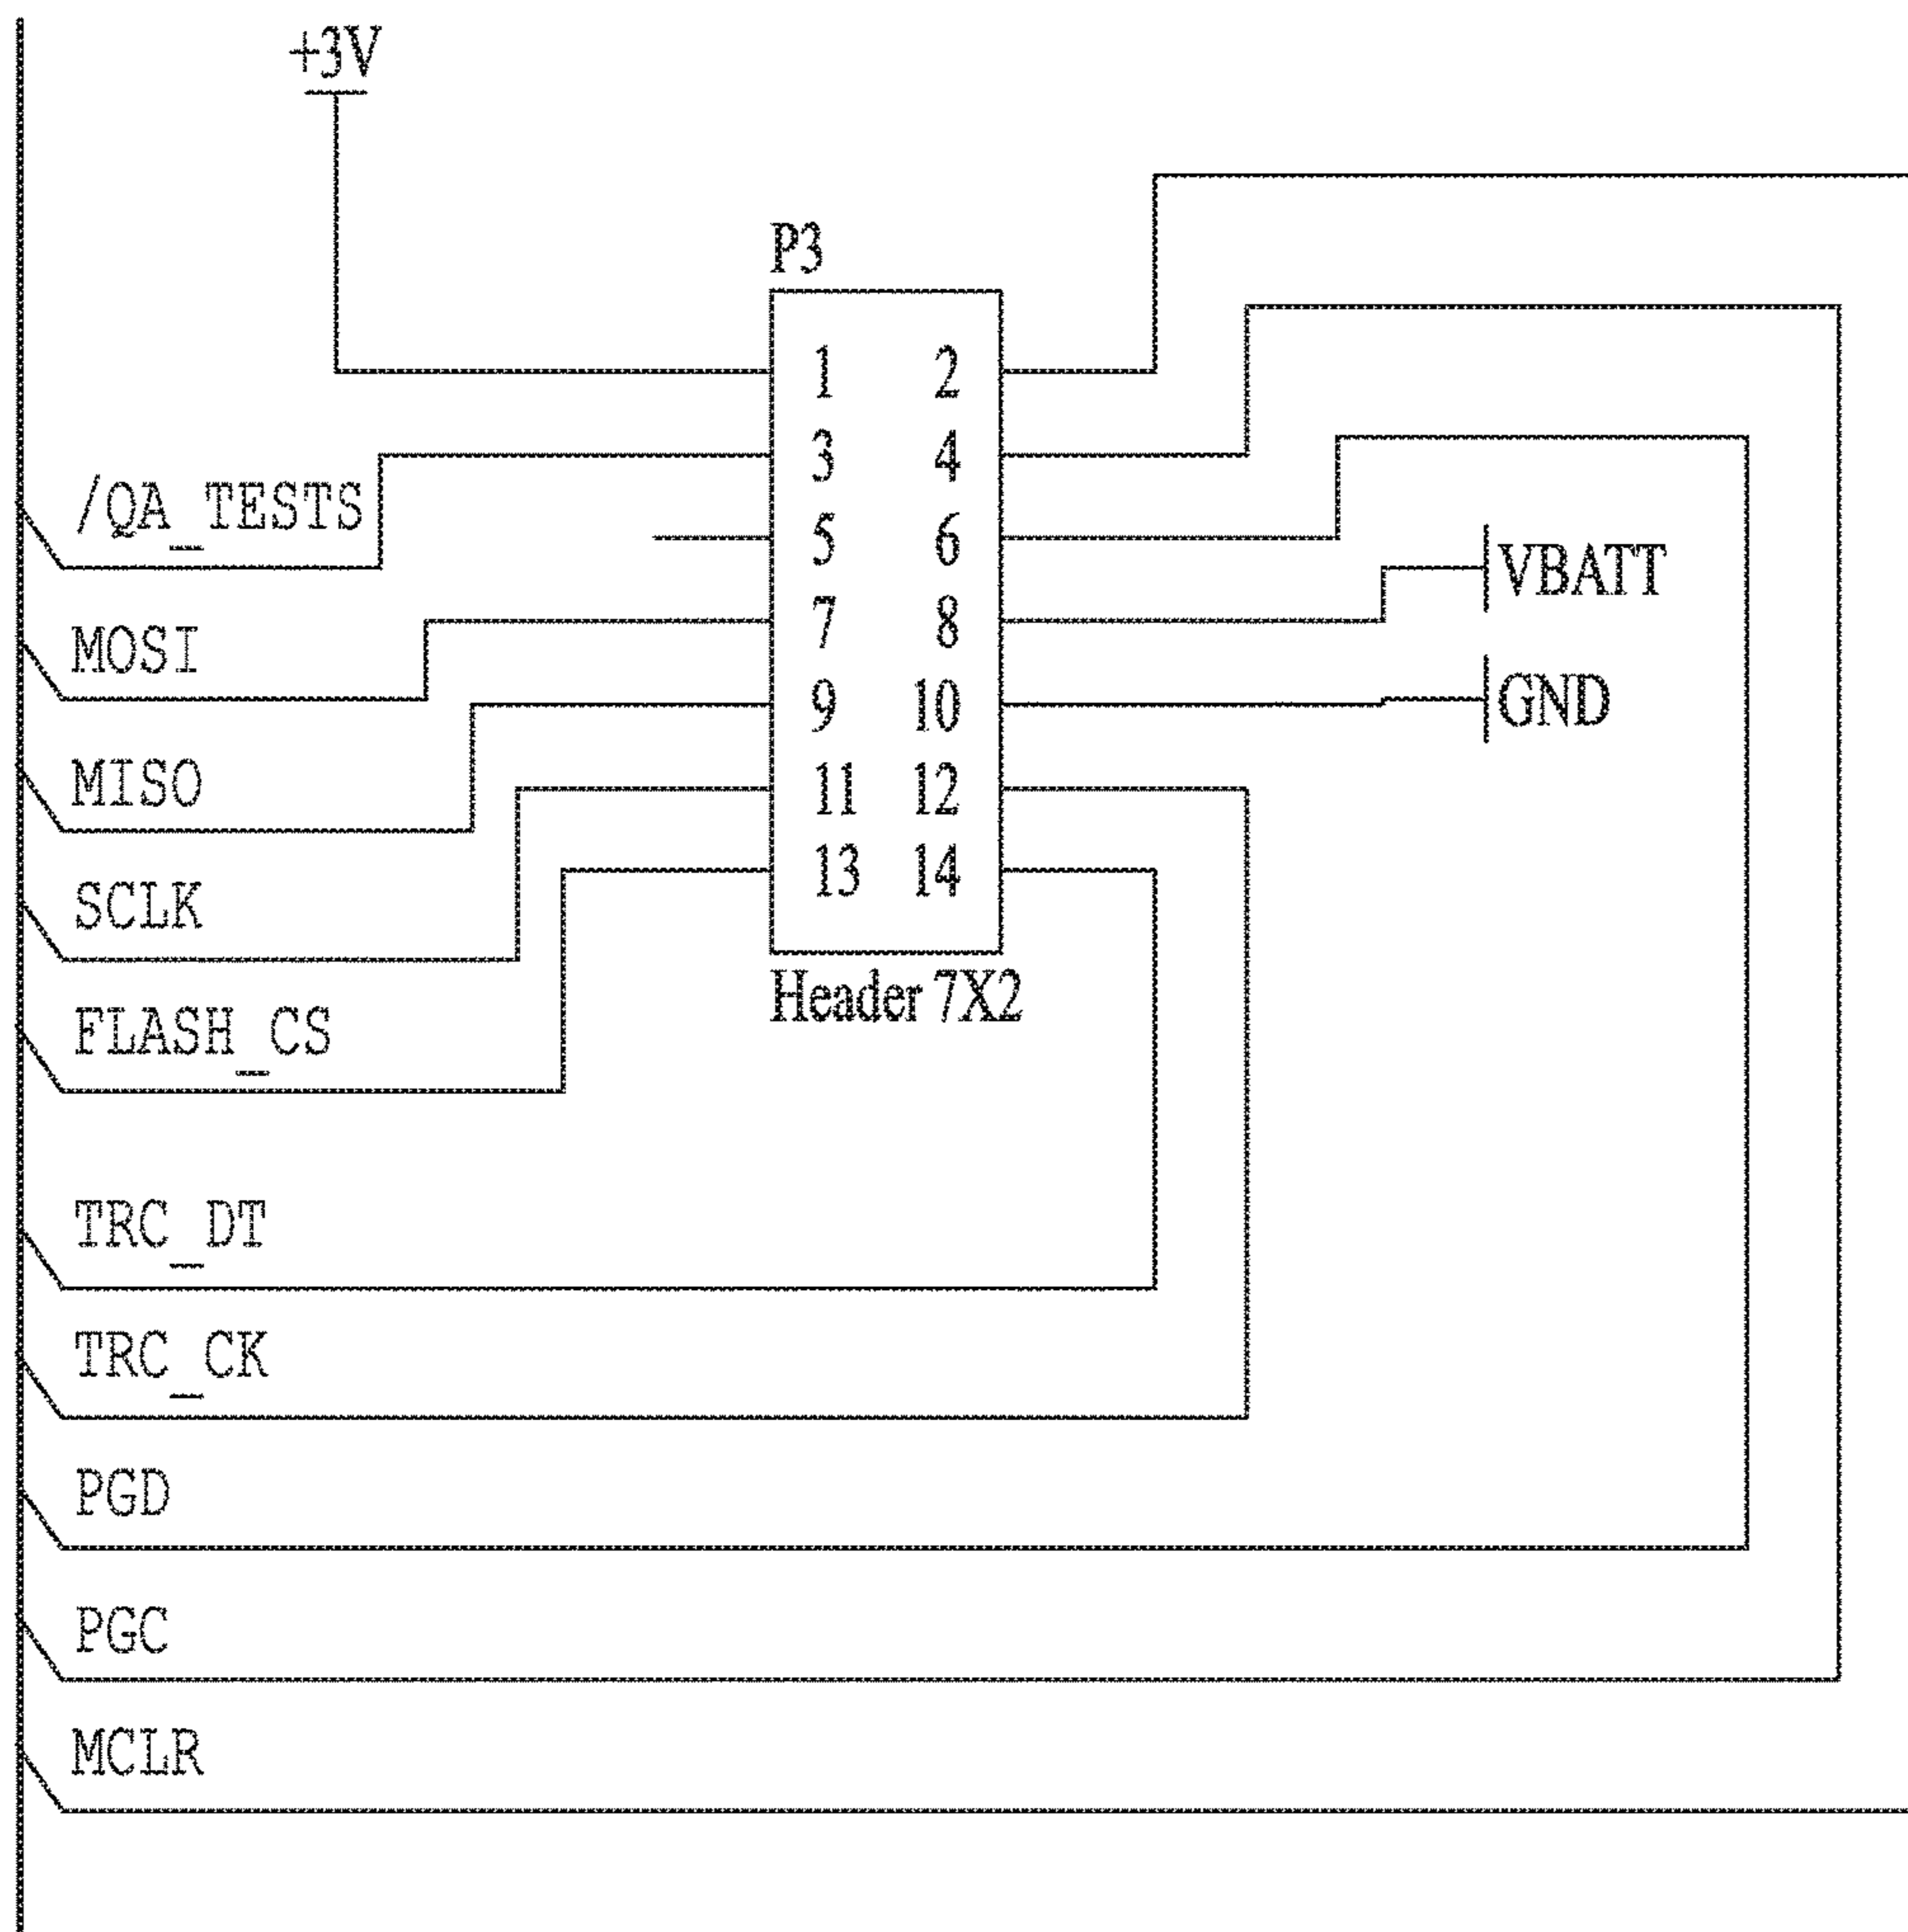 +3V
P3
1 2
3 4
/QA_TESTS
5 6
VBATT
7 8
MOSI
9 10
GND
MISO
11 12
13 14
SCLK
Header 7X2
FLASH_CS
TRC_DT
TRC_CK
PGD
PGC
MCLR